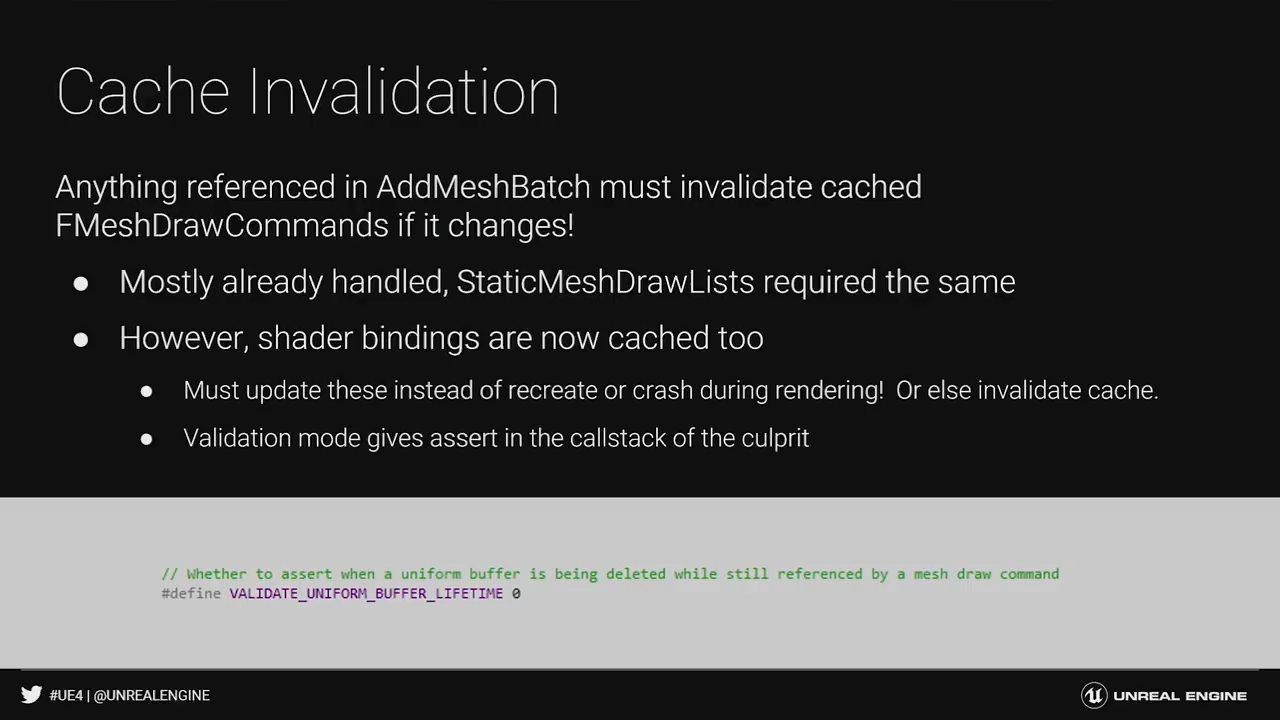 Cache Invalidation
Anything referenced in AddMeshBatch must invalidate cached
FMeshDrawCommands if it changes!
● Mostly already handled, StaticMeshDrawLists required the same
● However, shader bindings are now cached too
● Must update these instead of recreate or crash during rendering!  Or else invalidate cache.
● Validation mode gives assert in the callstack of the culprit
// Whether to assert when a uniform buffer is being deleted while still referenced by a mesh draw command
#define VALIDATE_UNIFORM_BUFFER_LIFETIME 0
#UE4 | @UNREALENGINE
UNREAL ENGINE